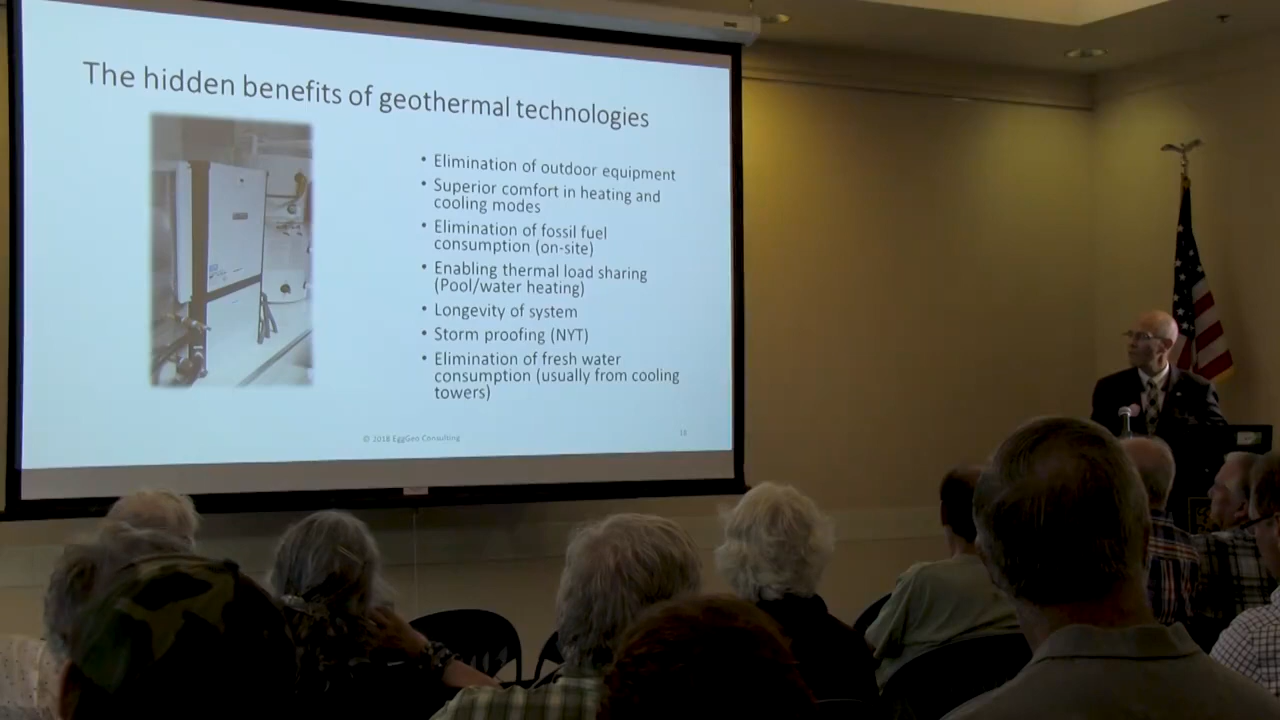 The hidden benefits of geothermal technologies
• Elimination of outdoor equipment
• Superior comfort in heating and
cooling modes
• Elimination of fossil fuel
consumption (on-site)
• Enabling thermal load sharing
(Pool/water heating)
• Longevity of system
• Storm proofing (NYT)
• Elimination of fresh water
consumption (usually from cooling
towers)
© 2018 EggGeo Consulting